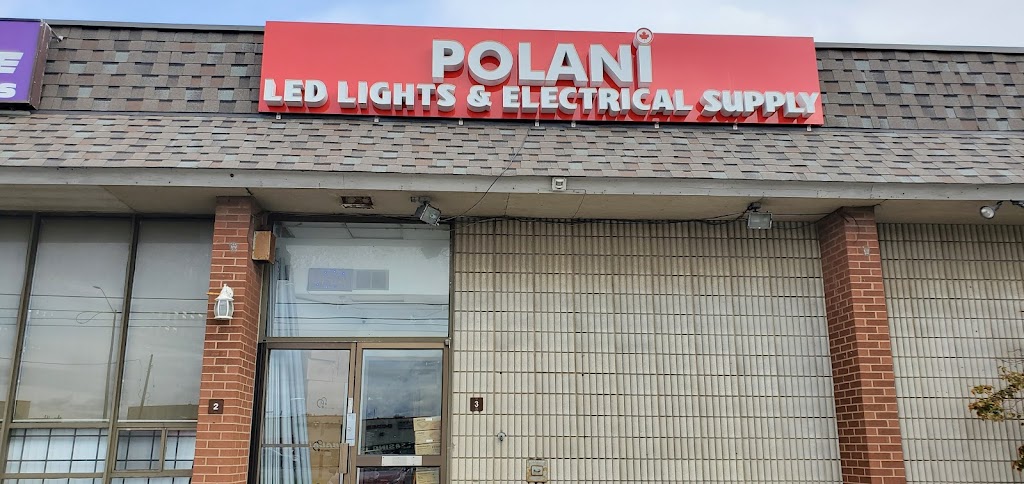 POLANi
LED LIGHTS & ELECTRICAL SUPPLY
E
S
2
3